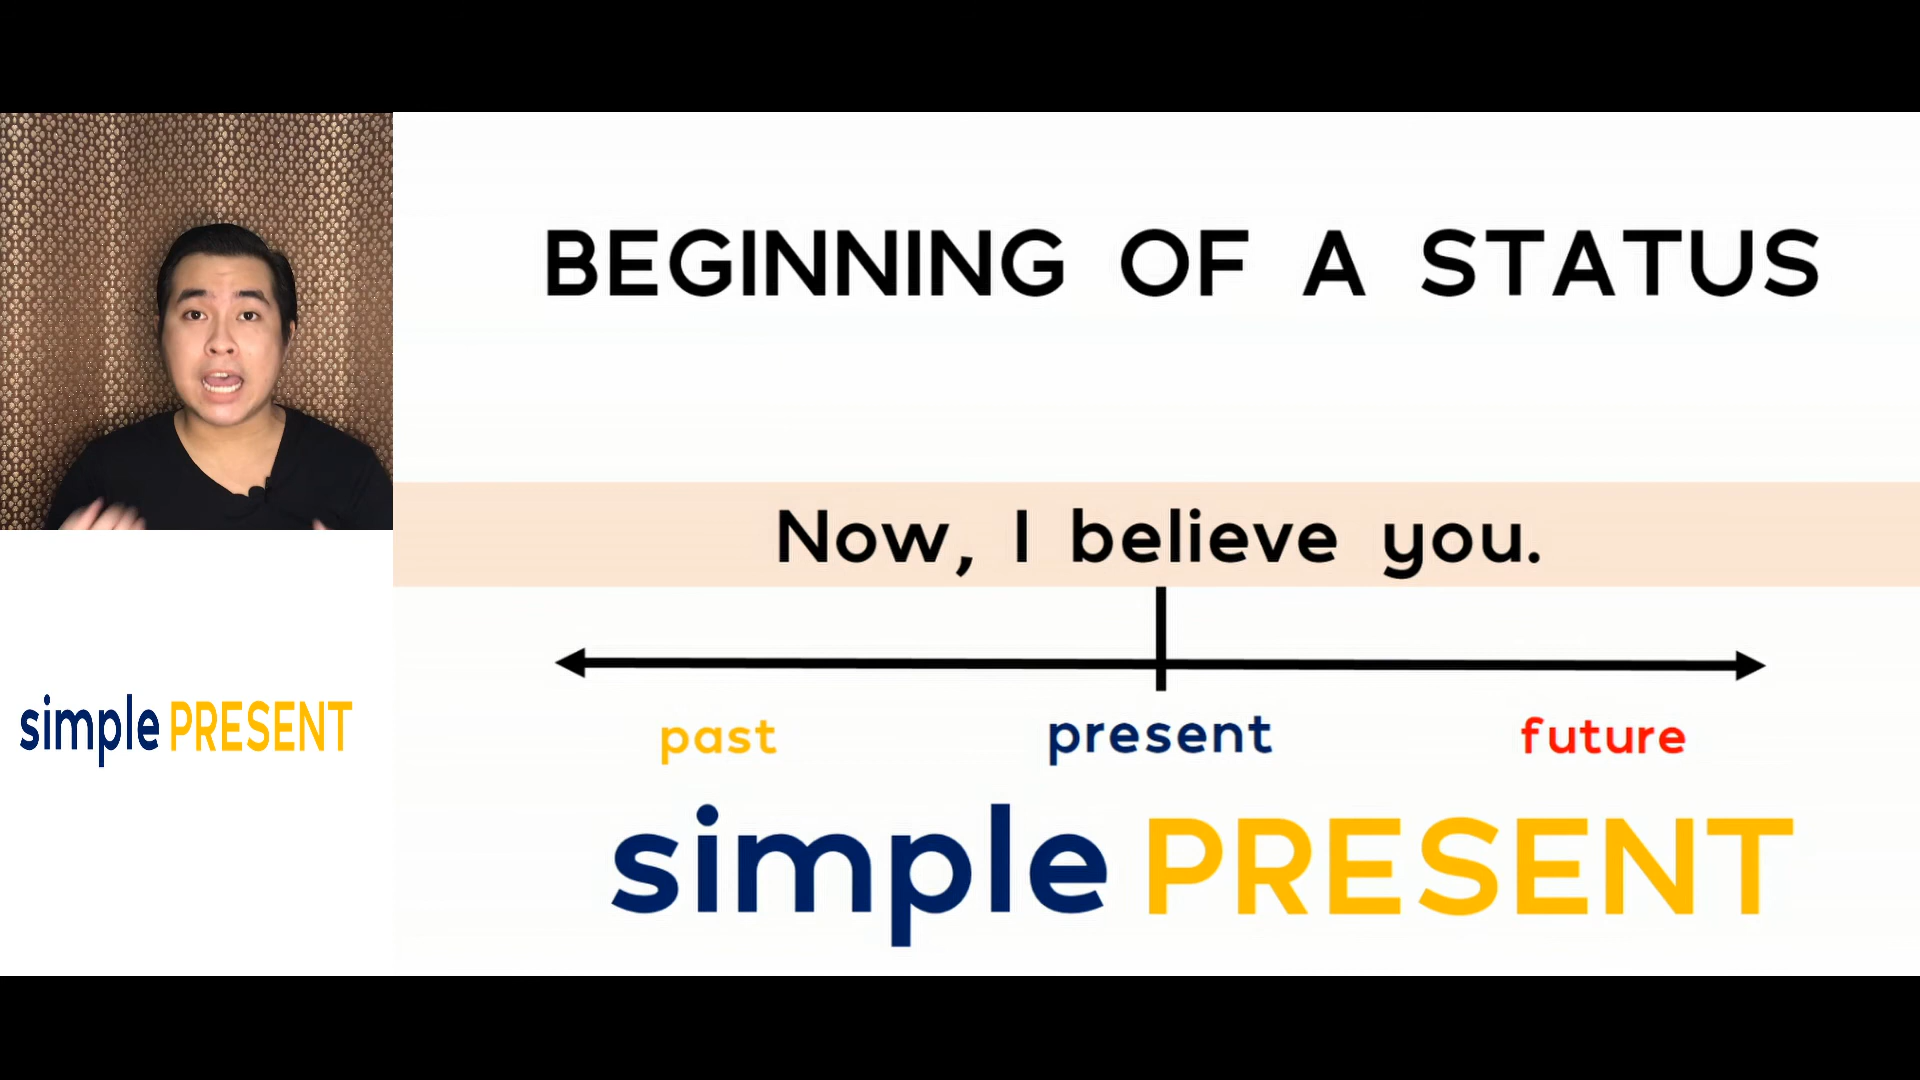 BEGINNING OF A STATUS
Now, I believe you.
past present future
simple PRESENT
simple PRESENT